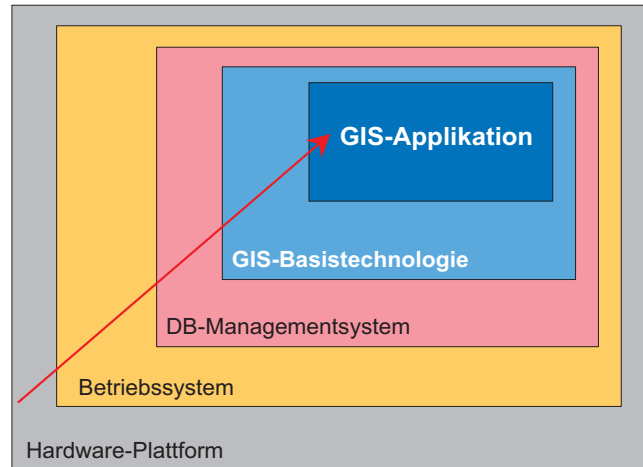 GIS-Applikation
GIS-Basistechnologie
DB-Managementsystem
Betriebssystem
Hardware-Plattform